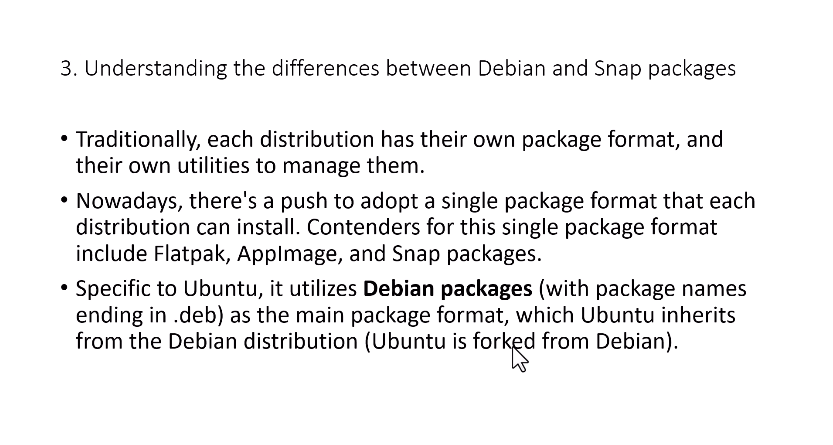 3. Understanding the differences between Debian and Snap packages
• Traditionally, each distribution has their own package format, and
their own utilities to manage them.
• Nowadays, there's a push to adopt a single package format that each
distribution can install. Contenders for this single package format
include Flatpak, AppImage, and Snap packages.
• Specific to Ubuntu, it utilizes Debian packages (with package names
ending in .deb) as the main package format, which Ubuntu inherits
from the Debian distribution (Ubuntu is forked from Debian).